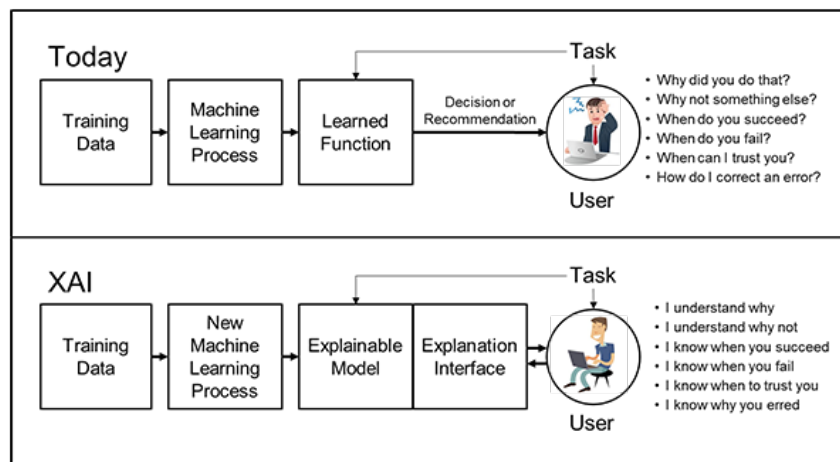 Today
Task
Training
Data
Machine
Learning
Process
Learned
Function
Decision or
Recommendation
User
• Why did you do that?
• Why not something else?
• When do you succeed?
• When do you fail?
• When can I trust you?
• How do I correct an error?
XAI
Task
Training
Data
New
Machine
Learning
Process
Explainable
Model
Explanation
Interface
User
• I understand why
• I understand why not
• I know when you succeed
• I know when you fail
• I know when to trust you
• I know why you erred